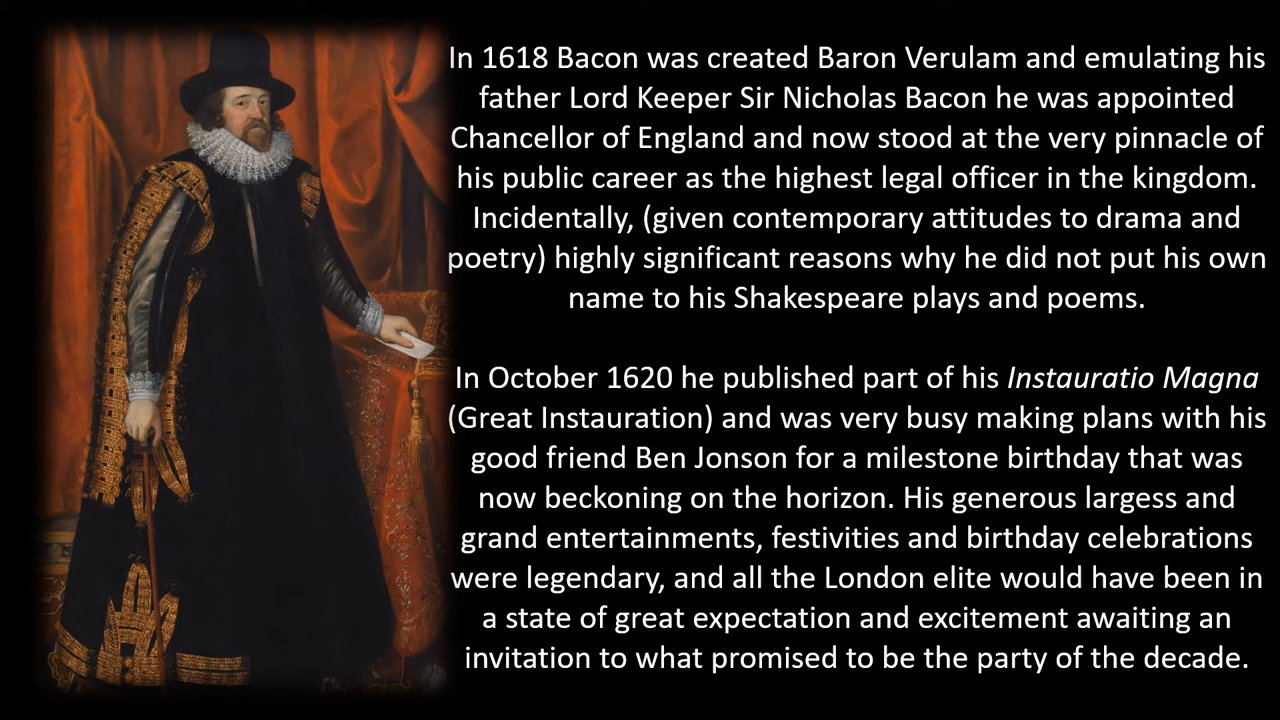 In 1618 Bacon was created Baron Verulam and emulating his
father Lord Keeper Sir Nicholas Bacon he was appointed
Chancellor of England and now stood at the very pinnacle of
his public career as the highest legal officer in the kingdom.
Incidentally, (given contemporary attitudes to drama and
poetry) highly significant reasons why he did not put his own
name to his Shakespeare plays and poems.
In October 1620 he published part of his Instauratio Magna
(Great Instauration) and was very busy making plans with his
good friend Ben Jonson for a milestone birthday that was
now beckoning on the horizon. His generous largess and
grand entertainments, festivities and birthday celebrations
were legendary, and all the London elite would have been in
a state of great expectation and excitement awaiting an
invitation to what promised to be the party of the decade.